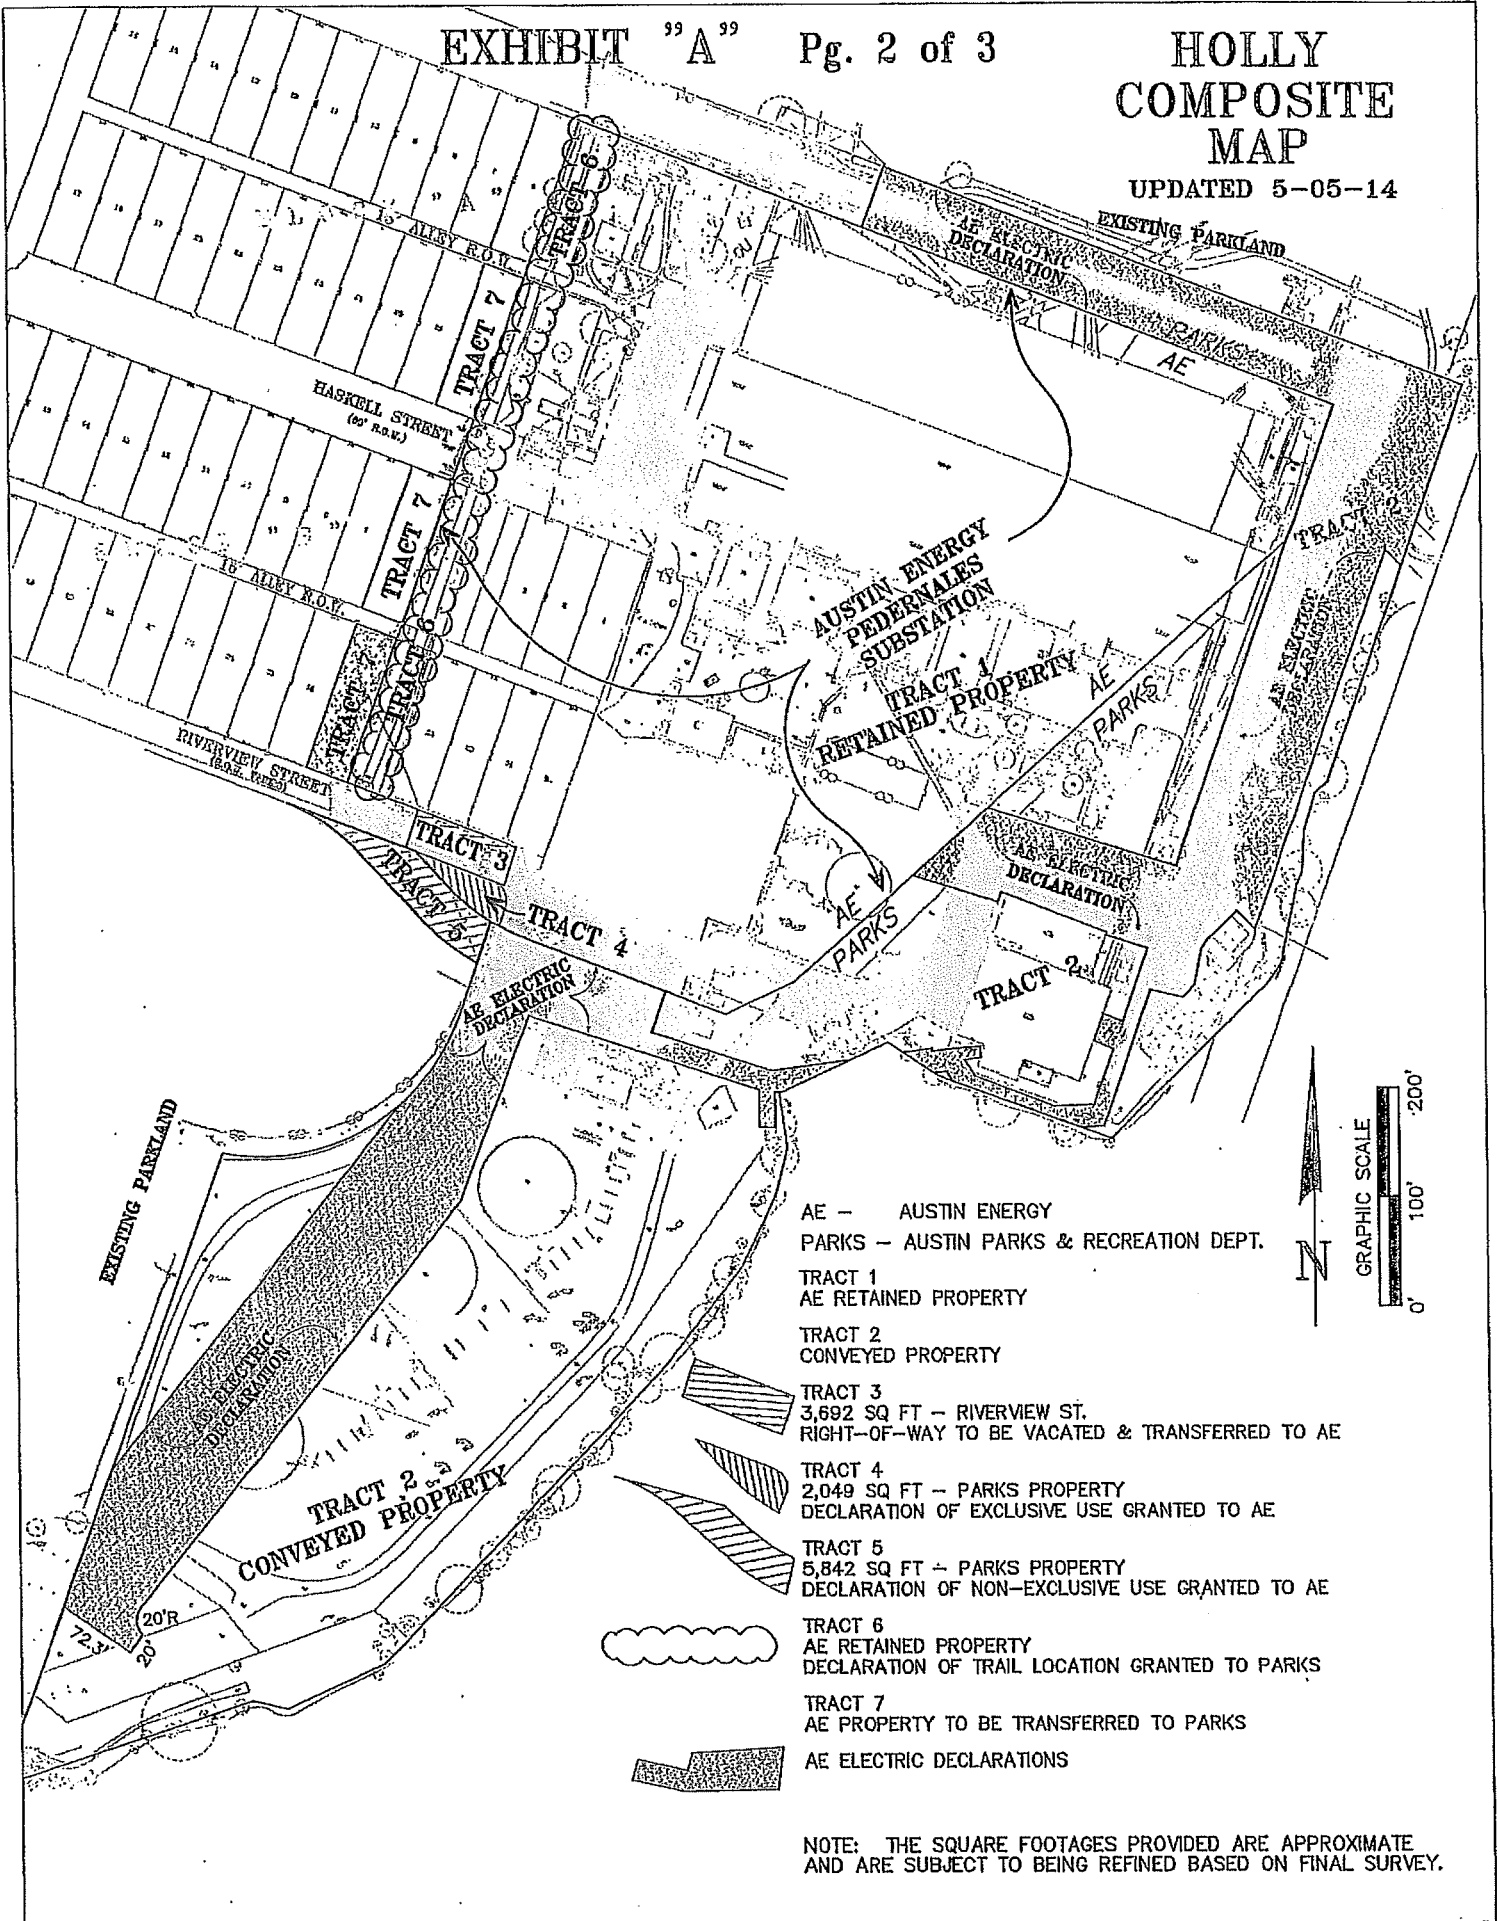 EXHIBIT "A" Pg. 2 of 3
HOLLY
COMPOSITE
MAP
UPDATED 5-05-14
EXISTING PARKLAND
AE ELECTRIC
DECLARATION
PARKS
AE
TRACT 6
ALLEY R.O.W.
TRACT 7
HASKELL STREET
(60' R.O.W.)
TRACT 7
TRACT 2
15' ALLEY R.O.W.
AUSTIN ENERGY
PEDERNALES
SUBSTATION
TRACT 1
RETAINED PROPERTY
AE
PARKS
AE ELECTRIC
DECLARATION
TRACT 6
TRACT 7
RIVERVIEW STREET
TRACT 3
TRACT 5
TRACT 4
AE
PARKS
AE ELECTRIC
DECLARATION
TRACT 2
AE ELECTRIC
DECLARATION
EXISTING PARKLAND
AE ELECTRIC
DECLARATION
TRACT 2
CONVEYED PROPERTY
20'R
72.3'
20'
N
GRAPHIC SCALE
0' 100' 200'
AE - AUSTIN ENERGY
PARKS - AUSTIN PARKS & RECREATION DEPT.
TRACT 1
AE RETAINED PROPERTY
TRACT 2
CONVEYED PROPERTY
TRACT 3
3,692 SQ FT - RIVERVIEW ST.
RIGHT-OF-WAY TO BE VACATED & TRANSFERRED TO AE
TRACT 4
2,049 SQ FT - PARKS PROPERTY
DECLARATION OF EXCLUSIVE USE GRANTED TO AE
TRACT 5
5,842 SQ FT - PARKS PROPERTY
DECLARATION OF NON-EXCLUSIVE USE GRANTED TO AE
TRACT 6
AE RETAINED PROPERTY
DECLARATION OF TRAIL LOCATION GRANTED TO PARKS
TRACT 7
AE PROPERTY TO BE TRANSFERRED TO PARKS
AE ELECTRIC DECLARATIONS
NOTE: THE SQUARE FOOTAGES PROVIDED ARE APPROXIMATE
AND ARE SUBJECT TO BEING REFINED BASED ON FINAL SURVEY.